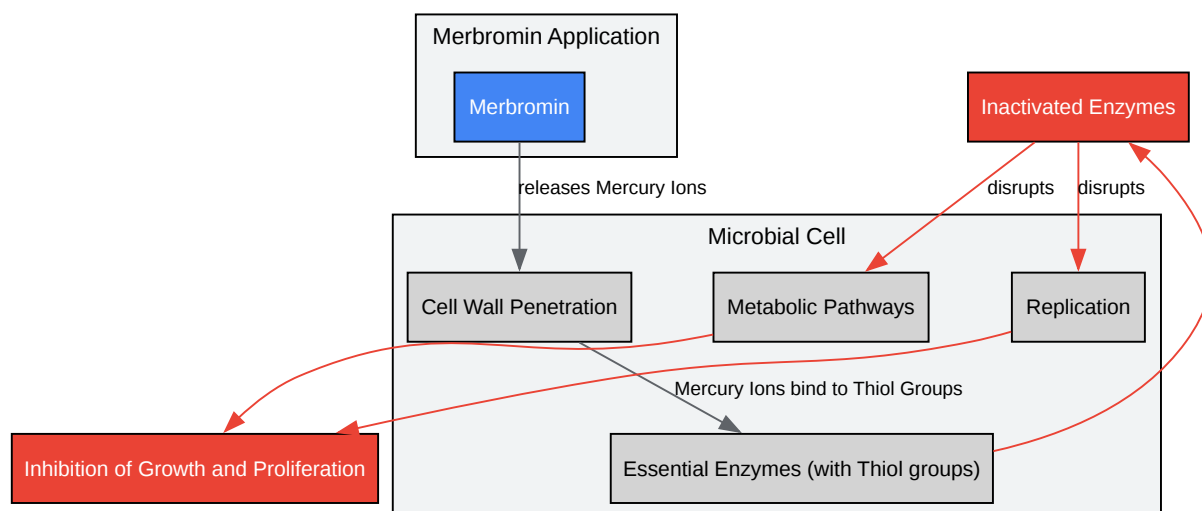 Merbromin Application
Merbromin
Inactivated Enzymes
releases Mercury Ions
disrupts
disrupts
Microbial Cell
Cell Wall Penetration
Metabolic Pathways
Replication
Mercury Ions bind to Thiol Groups
Inhibition of Growth and Proliferation
Essential Enzymes (with Thiol groups)